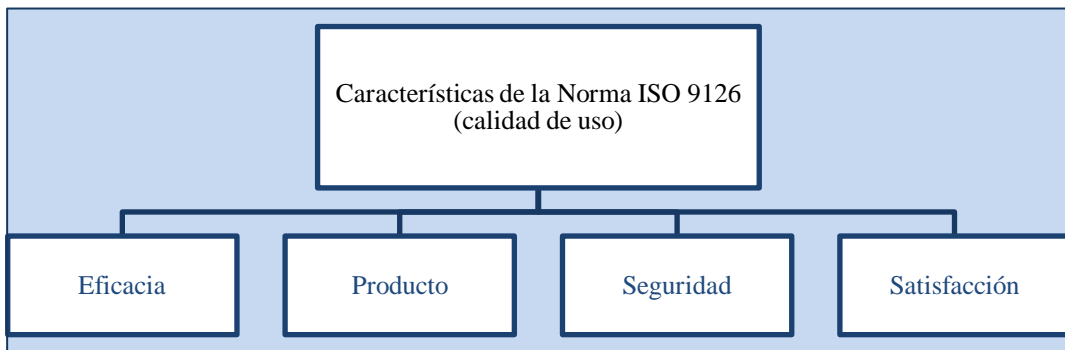 Características de la Norma ISO 9126
(calidad de uso)
Eficacia
Producto
Seguridad
Satisfacción